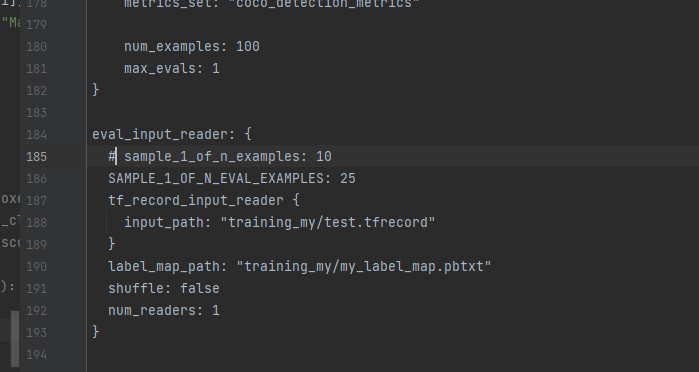 178 metrics_set: "coco_detection_metrics"
179
180 num_examples: 100
181 max_evals: 1
182 }
183
184 eval_input_reader: {
185 # sample_1_of_n_examples: 10
186 SAMPLE_1_OF_N_EVAL_EXAMPLES: 25
187 tf_record_input_reader {
188 input_path: "training_my/test.tfrecord"
189 }
190 label_map_path: "training_my/my_label_map.pbtxt"
191 shuffle: false
192 num_readers: 1
193 }
194
"Ma
oxe
_cl
sco
):